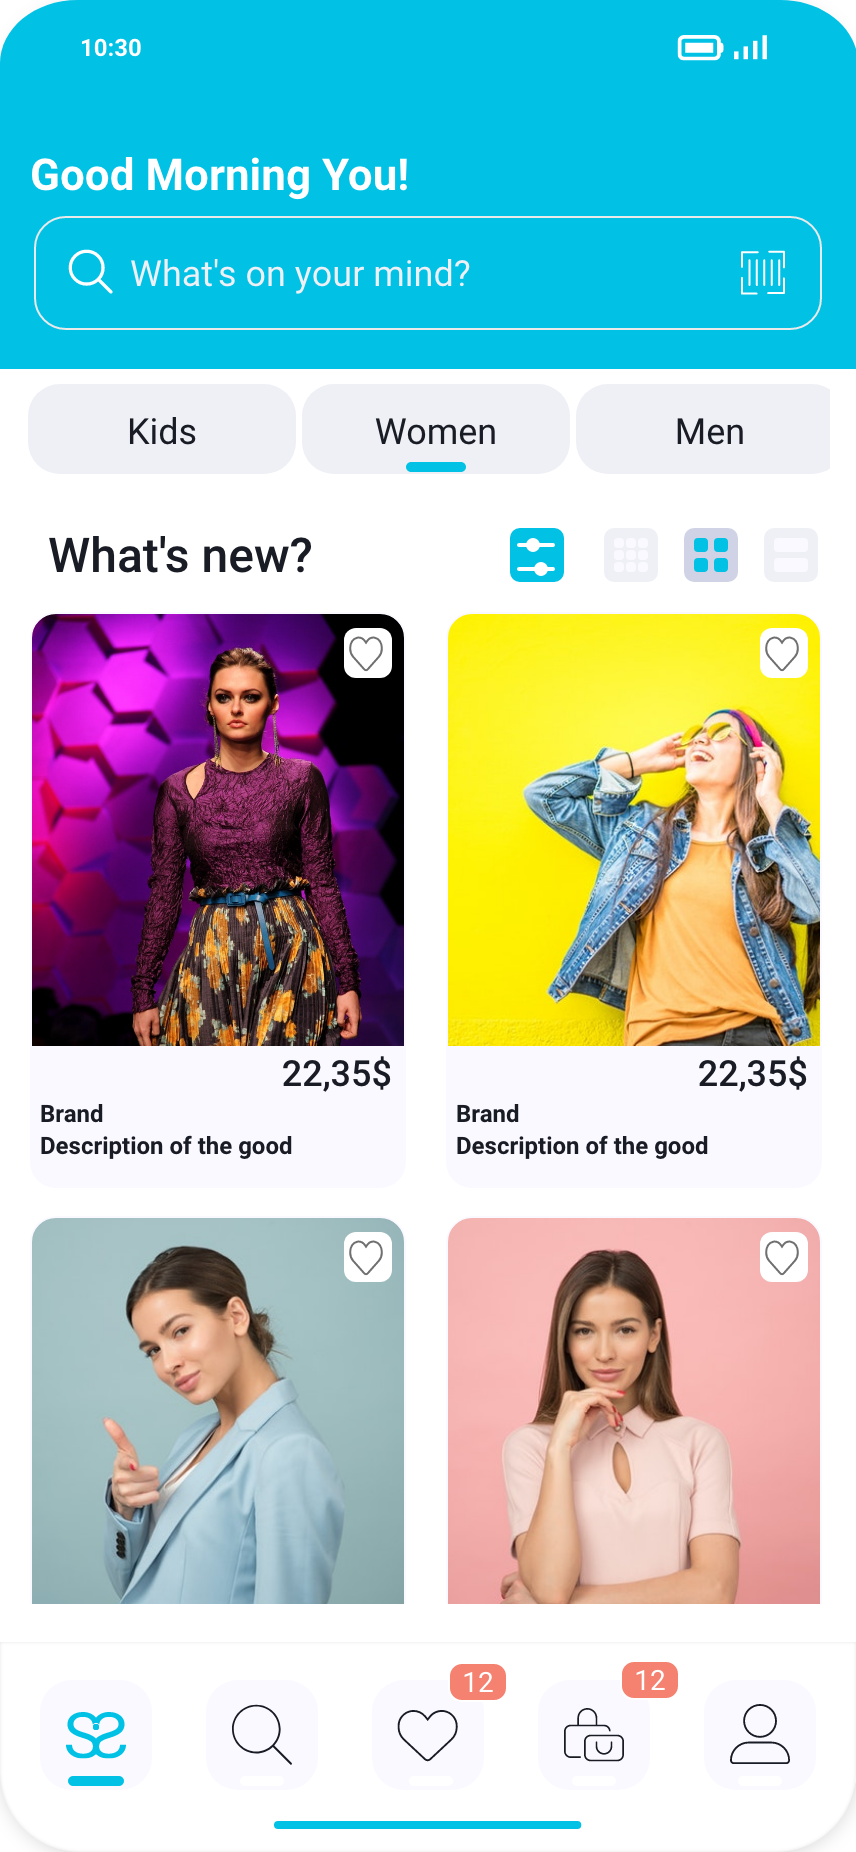 10:30
Good Morning You!
What's on your mind?
Kids
Women
Men
What's new?
22,35$
Brand
Description of the good
22,35$
Brand
Description of the good
12
12